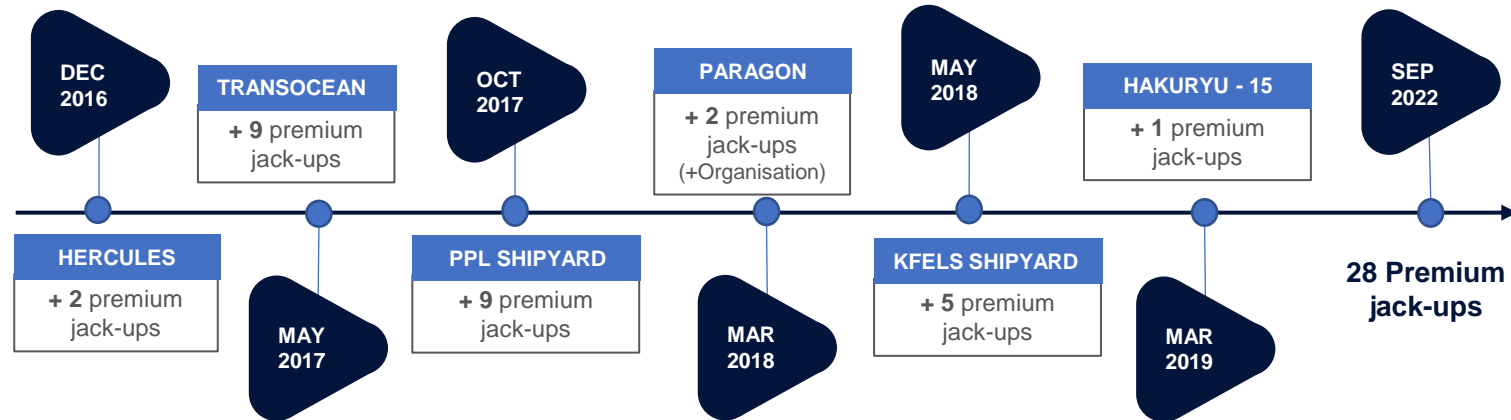 DEC
2016
HERCULES
+ 2 premium
jack-ups
TRANSOCEAN
+ 9 premium
jack-ups
MAY
2017
OCT
2017
PPL SHIPYARD
+ 9 premium
jack-ups
PARAGON
+ 2 premium
jack-ups
(+Organisation)
MAR
2018
MAY
2018
KFELS SHIPYARD
+ 5 premium
jack-ups
HAKURYU - 15
+ 1 premium
jack-ups
MAR
2019
SEP
2022
28 Premium
jack-ups